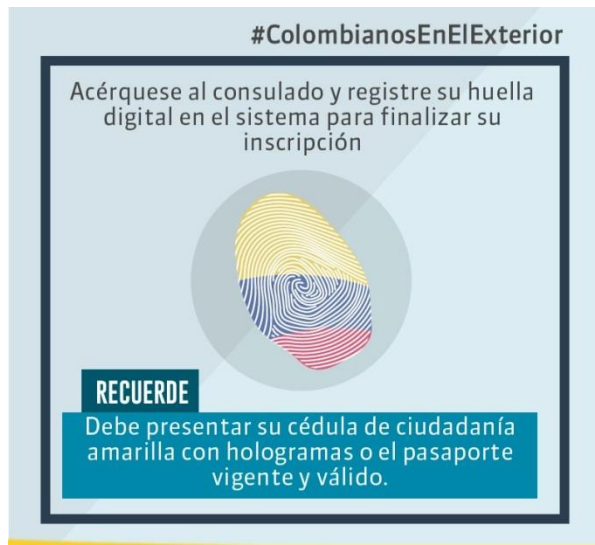 #ColombianosEnElExterior
Acérquese al consulado y registre su huella
digital en el sistema para finalizar su
inscripción
RECUERDE
Debe presentar su cédula de ciudadanía
amarilla con hologramas o el pasaporte
vigente y válido.